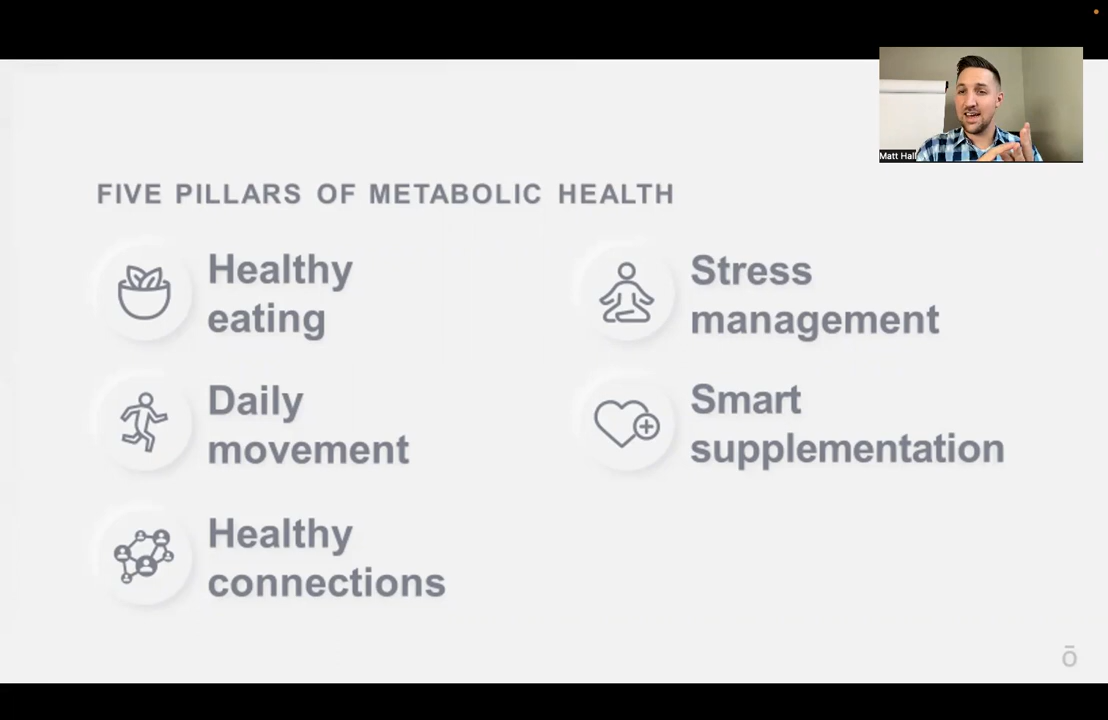 Matt Hall
FIVE PILLARS OF METABOLIC HEALTH
Healthy
eating
Daily
movement
Healthy
connections
Stress
management
Smart
supplementation
ō